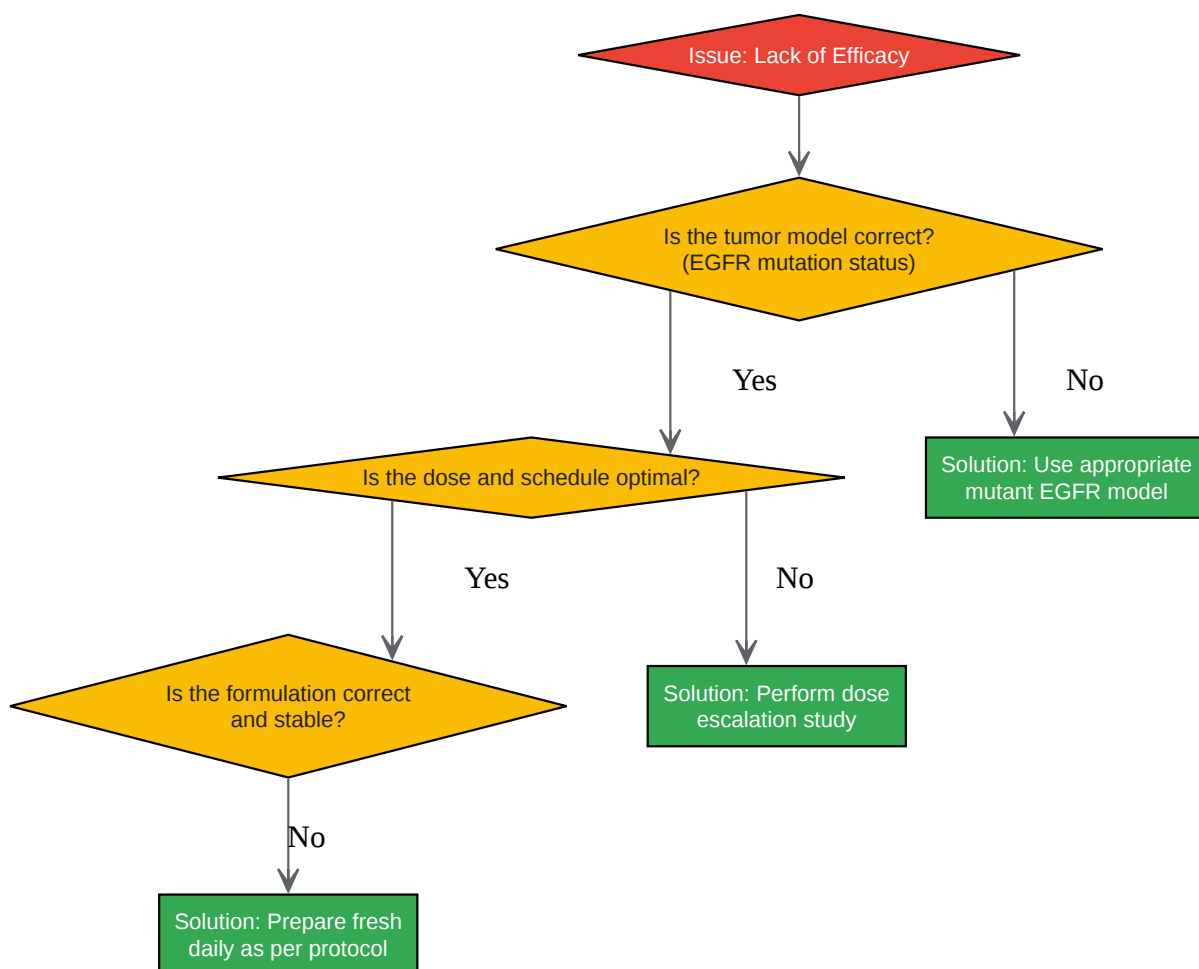 Issue: Lack of Efficacy
Is the tumor model correct?
(EGFR mutation status)
Yes
No
Is the dose and schedule optimal?
Solution: Use appropriate
mutant EGFR model
Yes
No
Is the formulation correct
and stable?
Solution: Perform dose
escalation study
No
Solution: Prepare fresh
daily as per protocol